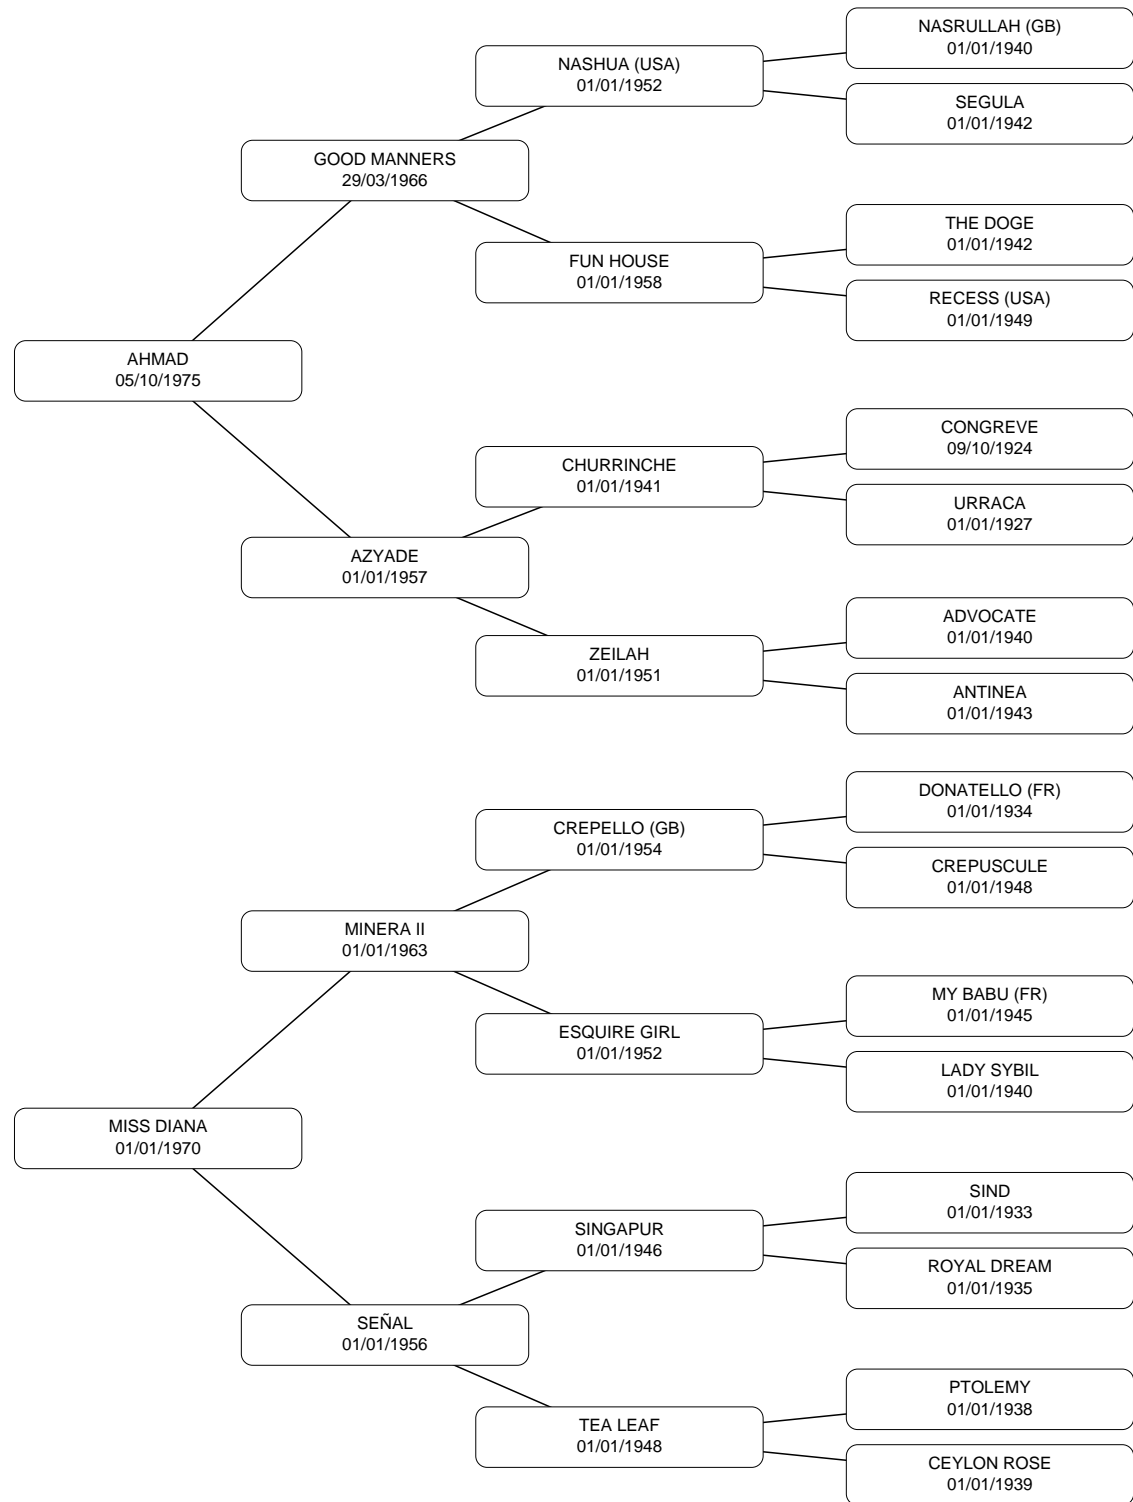 NASRULLAH (GB)
01/01/1940
NASHUA (USA)
01/01/1952
SEGULA
01/01/1942
GOOD MANNERS
29/03/1966
THE DOGE
01/01/1942
FUN HOUSE
01/01/1958
RECESS (USA)
01/01/1949
AHMAD
05/10/1975
CONGREVE
09/10/1924
CHURRINCHE
01/01/1941
URRACA
01/01/1927
AZYADE
01/01/1957
ADVOCATE
01/01/1940
ZEILAH
01/01/1951
ANTINEA
01/01/1943
DONATELLO (FR)
01/01/1934
CREPELLO (GB)
01/01/1954
CREPUSCULE
01/01/1948
MINERA II
01/01/1963
MY BABU (FR)
01/01/1945
ESQUIRE GIRL
01/01/1952
LADY SYBIL
01/01/1940
MISS DIANA
01/01/1970
SIND
01/01/1933
SINGAPUR
01/01/1946
ROYAL DREAM
01/01/1935
SEÑAL
01/01/1956
PTOLEMY
01/01/1938
TEA LEAF
01/01/1948
CEYLON ROSE
01/01/1939